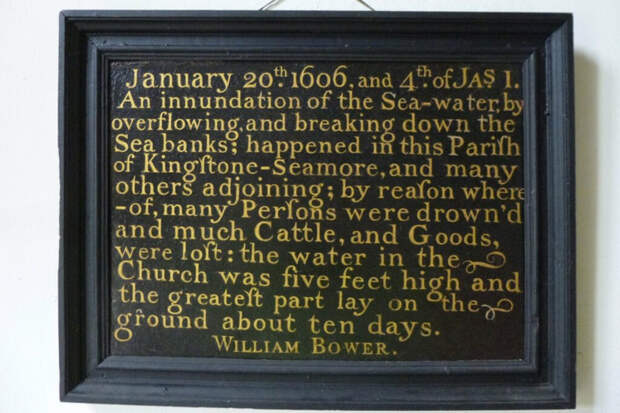 January 20th. 1606, and 4th. of JAS I.
An innundation of the Sea-water, by
overflowing, and breaking down the
Sea banks; happened in this Pariſh
of Kingſtone-Seamore, and many
others adjoining; by reaſon where
-of, many Perſons were drown'd
and much Cattle, and Goods,
were loſt: the water in the
Church was five feet high and
the greateſt part lay on the
ground about ten days.
WILLIAM BOWER.